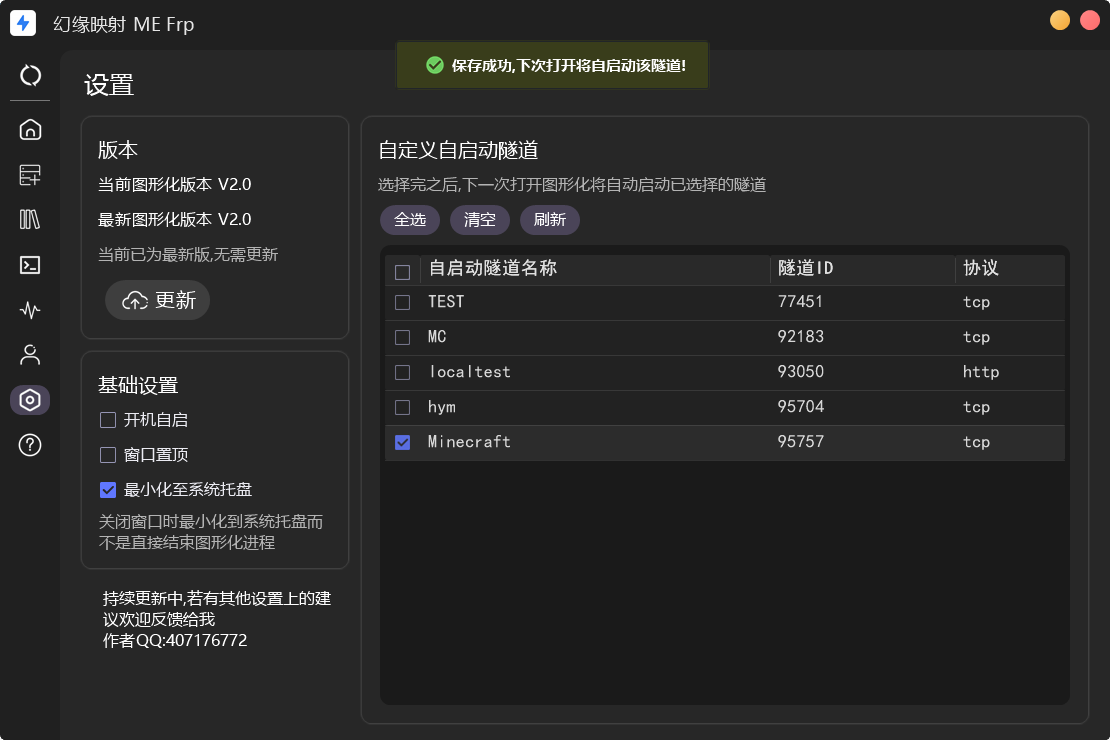 幻缘映射 ME Frp
保存成功,下次打开将自启动该隧道!
设置
版本
当前图形化版本 V2.0
最新图形化版本 V2.0
当前已为最新版,无需更新
更新
基础设置
开机自启
窗口置顶
最小化至系统托盘
关闭窗口时最小化到系统托盘而
不是直接结束图形化进程
持续更新中,若有其他设置上的建
议欢迎反馈给我
作者QQ:407176772
自定义自启动隧道
选择完之后,下一次打开图形化将自动启动已选择的隧道
全选 清空 刷新
自启动隧道名称 隧道ID 协议
TEST 77451 tcp
MC 92183 tcp
localtest 93050 http
hym 95704 tcp
Minecraft 95757 tcp